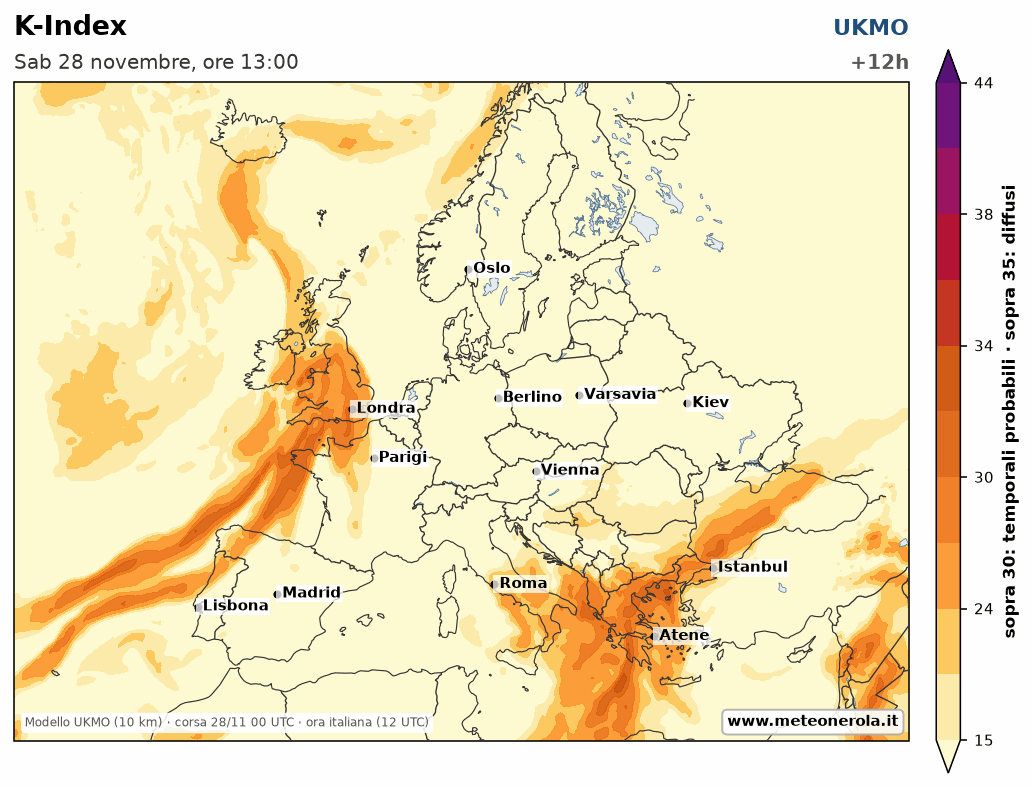 K-Index
UKMO
Sab 28 novembre, ore 13:00
+12h
44
38
34
30
24
15
sopra 30: temporali probabili · sopra 35: diffusi
Oslo
Berlino
Varsavia
Kiev
Londra
Parigi
Vienna
Istanbul
Roma
Madrid
Lisbona
Atene
Modello UKMO (10 km) · corsa 28/11 00 UTC · ora italiana (12 UTC)
www.meteonerola.it